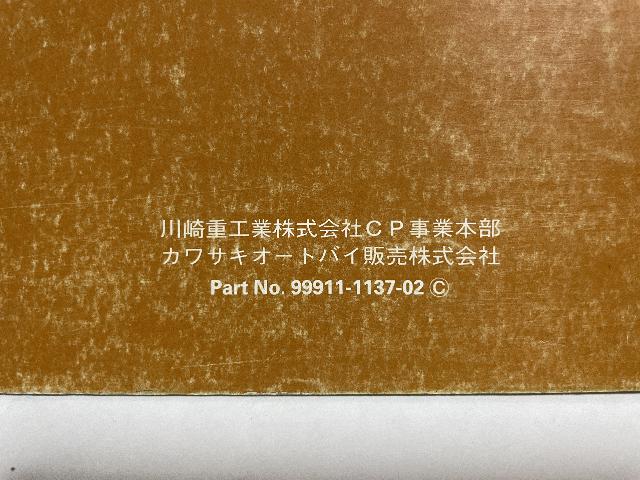 川崎重工業株式会社CP事業本部
カワサキオートバイ販売株式会社
Part No. 99911-1137-02 ©